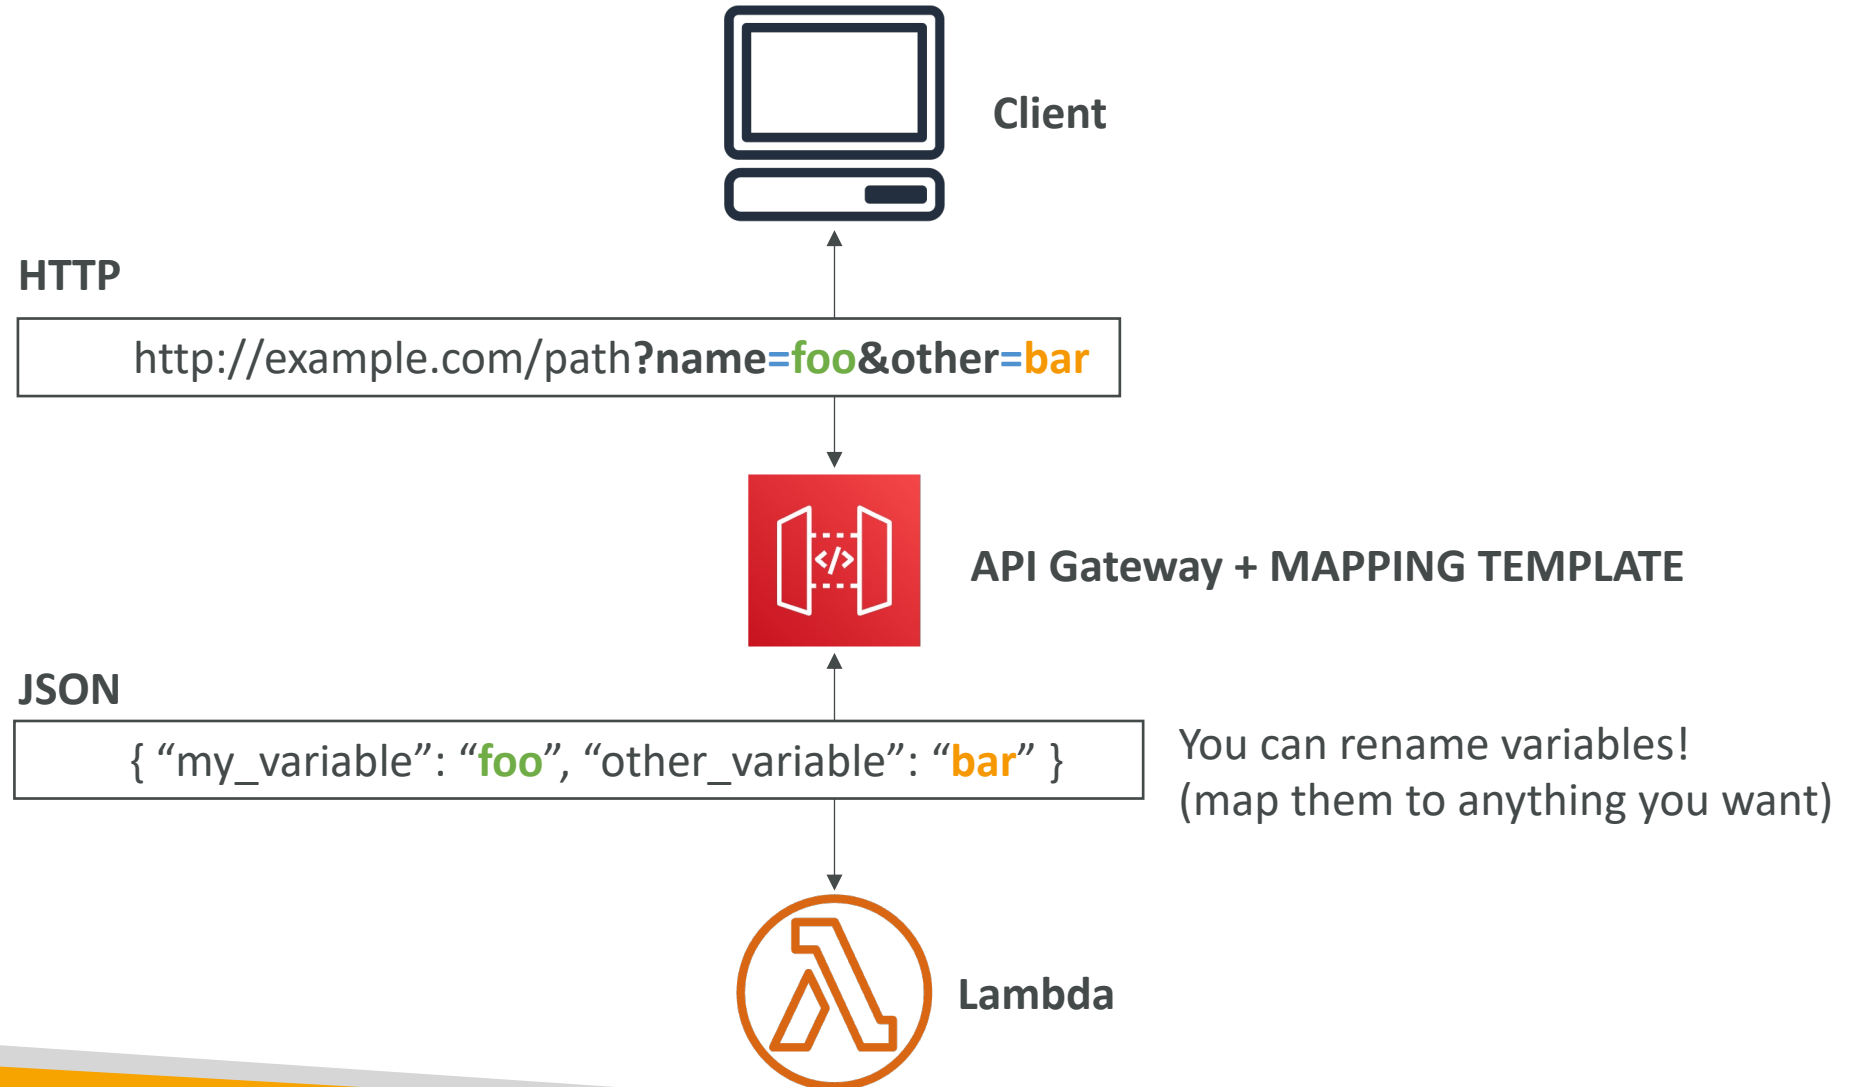 Client
HTTP
http://example.com/path?name=foo&other=bar
</>
API Gateway + MAPPING TEMPLATE
JSON
{ “my_variable”: “foo”, “other_variable”: “bar” }
You can rename variables!
(map them to anything you want)
Lambda